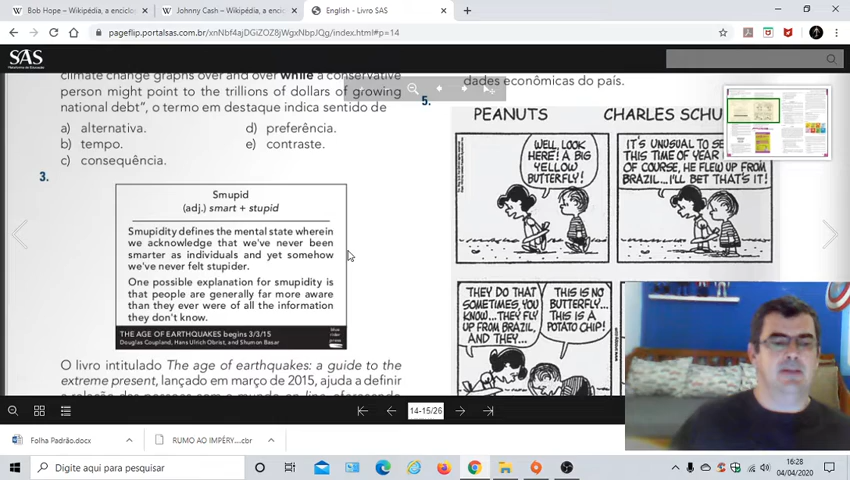 Bob Hope – Wikipédia, a enciclo
Johnny Cash – Wikipédia, a encic
English - Livro SAS
pageflip.portalsas.com.br/xnNbf4ajDGiZOZ8jWgxNbpJQg/index.html#p=14
SAS
climate change graphs over and over while a conservative
person might point to the trillions of dollars of growing
national debt”, o termo em destaque indica sentido de
a) alternativa.
b) tempo.
c) consequência.
d) preferência.
e) contraste.
3.
Smupid
(adj.) smart + stupid
Smupidity defines the mental state wherein
we acknowledge that we've never been
smarter as individuals and yet somehow
we've never felt stupider.
One possible explanation for smupidity is
that people are generally far more aware
than they ever were of all the information
they don't know.
THE AGE OF EARTHQUAKES begins 3/3/15
Douglas Coupland, Hans Ulrich Obrist, and Shumon Basar
O livro intitulado The age of earthquakes: a guide to the
extreme present, lançado em março de 2015, ajuda a definir
dades econômicas do país.
5.
PEANUTS
CHARLES SCHU
WELL, LOOK
HERE! A BIG
YELLOW
BUTTERFLY!
IT'S UNUSUAL TO SE
THIS TIME OF YEAR
OF COURSE, HE FLEW UP FROM
BRAZIL...I'LL BET THAT'S IT!
THEY DO THAT
SOMETIMES, YOU
KNOW...THEY FLY
UP FROM BRAZIL,
AND THEY...
THIS IS NO
BUTTERFLY...
THIS IS A
POTATO CHIP!
14-15/26
Folha Padrão.docx
RUMO AO IMPÉRY....cbr
Digite aqui para pesquisar
16:28
04/04/2020